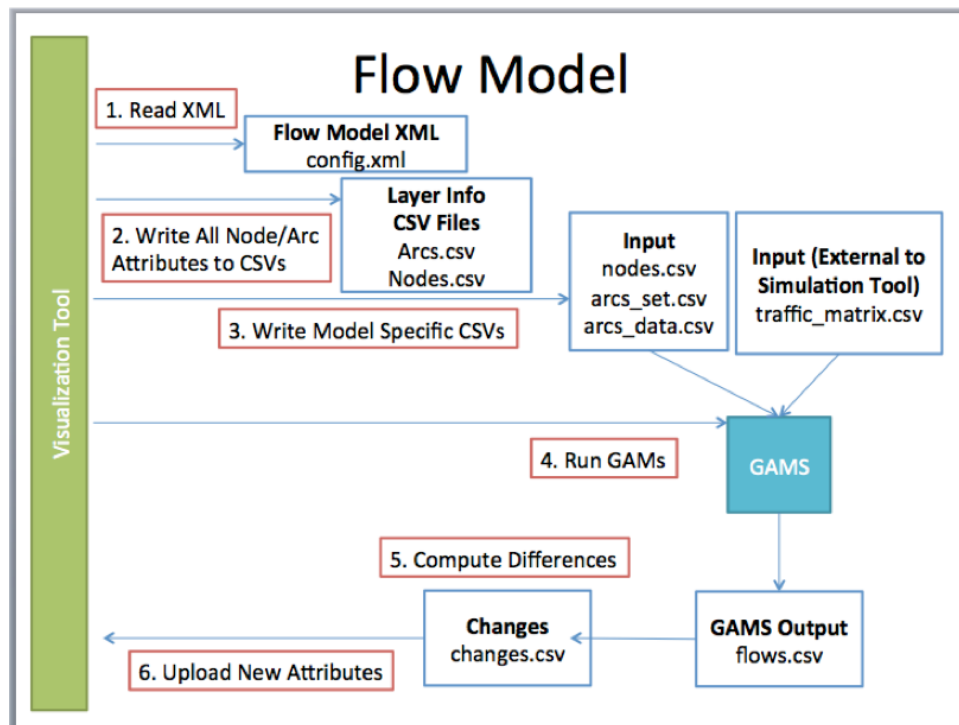 Flow Model
Visualization Tool
1. Read XML
Flow Model XML
config.xml
Layer Info
CSV Files
Arcs.csv
Nodes.csv
2. Write All Node/Arc
Attributes to CSVs
Input
nodes.csv
arcs_set.csv
arcs_data.csv
Input (External to
Simulation Tool)
traffic_matrix.csv
3. Write Model Specific CSVs
4. Run GAMs
GAMS
5. Compute Differences
Changes
changes.csv
GAMS Output
flows.csv
6. Upload New Attributes